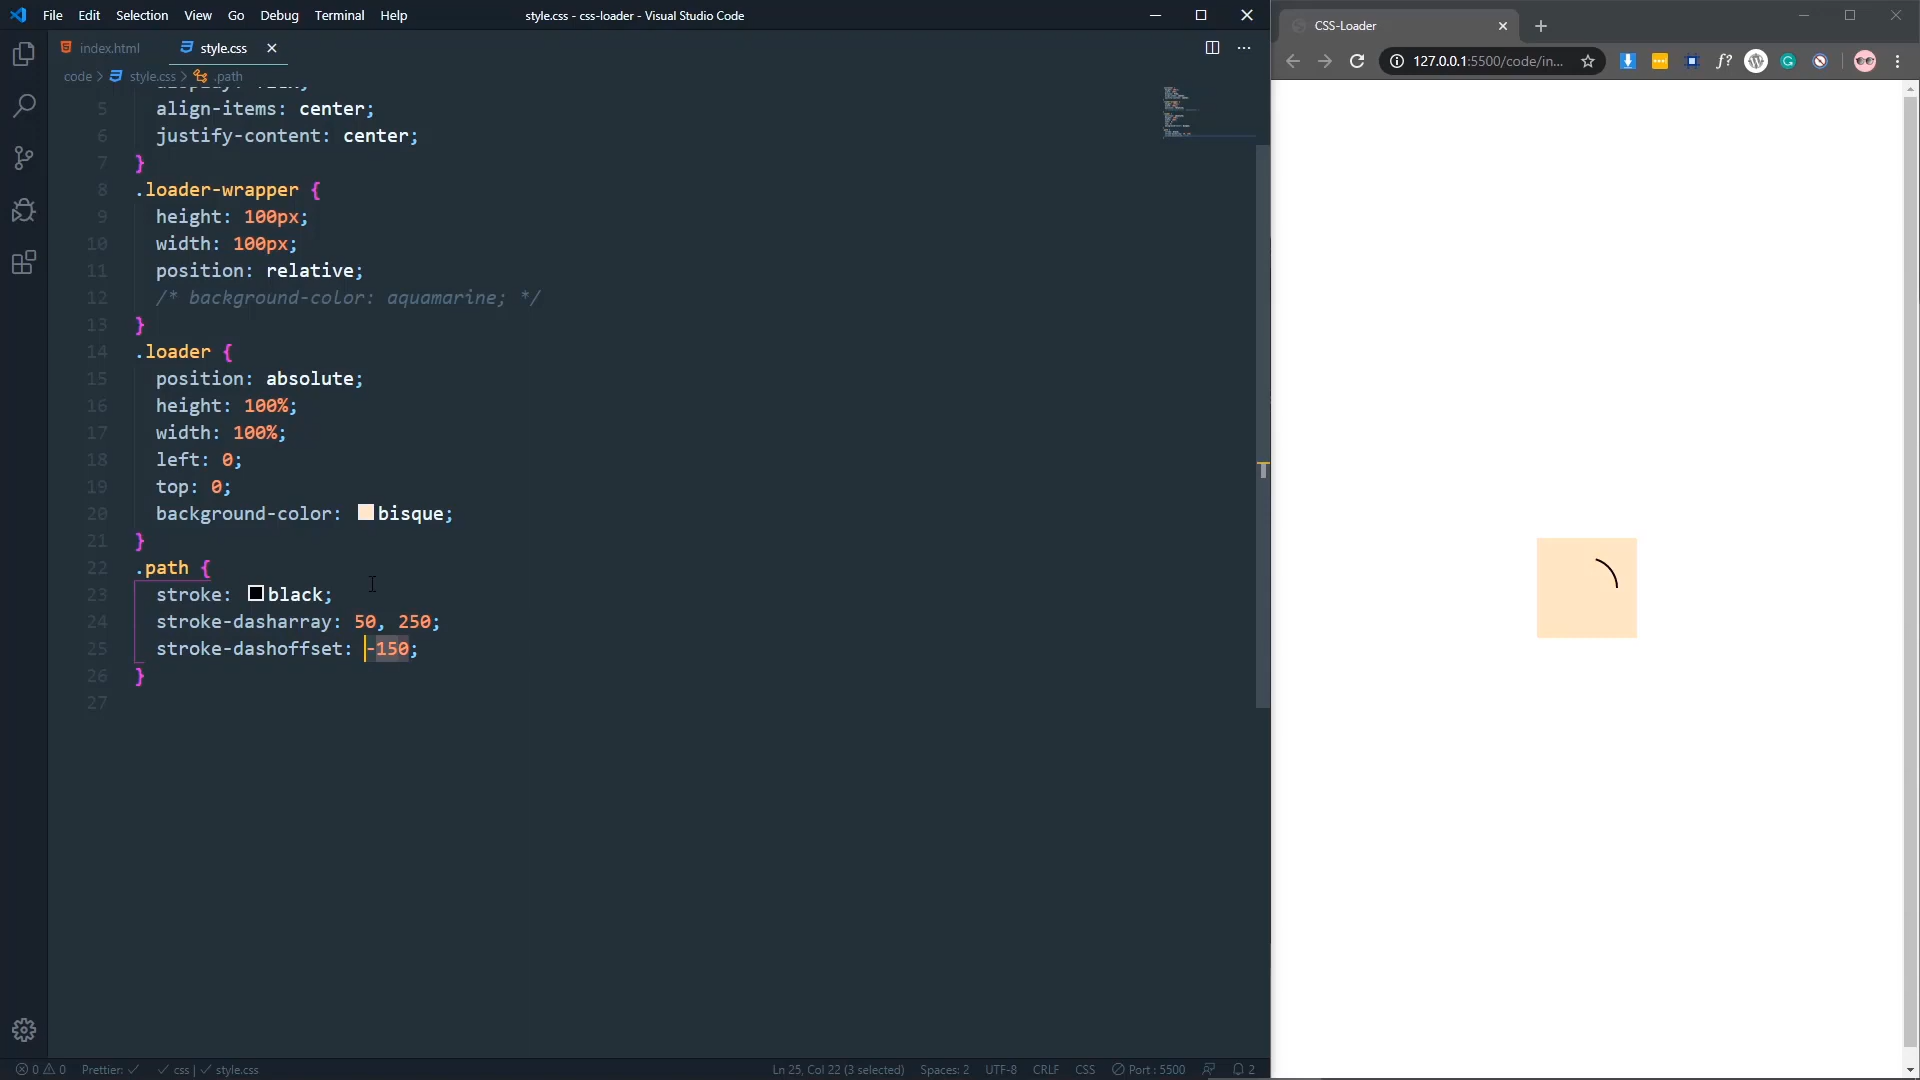 File Edit Selection View Go Debug Terminal Help
style.css - css-loader - Visual Studio Code
CSS-Loader
index.html
style.css
127.0.0.1:5500/code/in...
f?
code > style.css > .path
5 align-items: center;
6 justify-content: center;
7 }
8 .loader-wrapper {
9 height: 100px;
10 width: 100px;
11 position: relative;
12 /* background-color: aquamarine; */
13 }
14 .loader {
15 position: absolute;
16 height: 100%;
17 width: 100%;
18 left: 0;
19 top: 0;
20 background-color: bisque;
21 }
22 .path {
23 stroke: black;
24 stroke-dasharray: 50, 250;
25 stroke-dashoffset: -150;
26 }
27
0 0 Prettier: ✓ ✓ css | ✓ style.css
Ln 25, Col 22 (3 selected) Spaces: 2 UTF-8 CRLF CSS Port : 5500 2